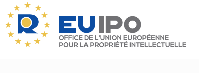 EUIPO
OFFICE DE L'UNION EUROPÉENNE
POUR LA PROPRIÉTÉ INTELLECTUELLE